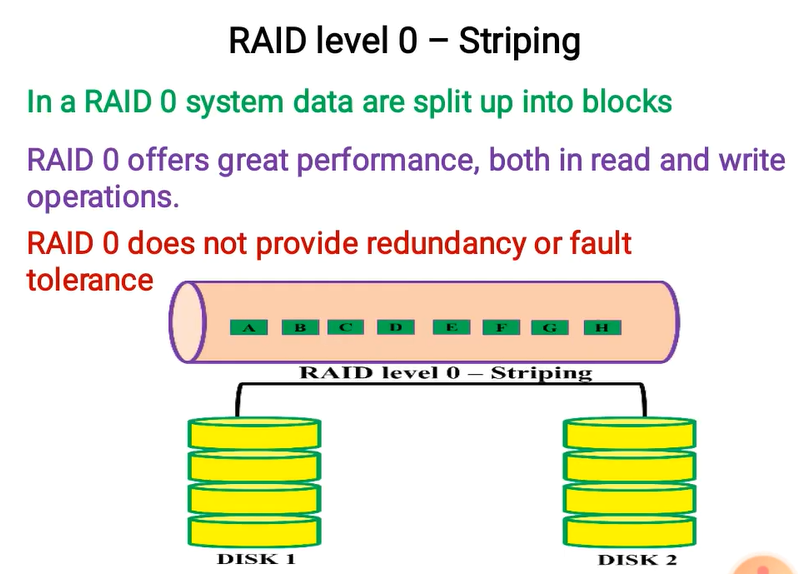 RAID level 0 – Striping
In a RAID 0 system data are split up into blocks
RAID 0 offers great performance, both in read and write
operations.
RAID 0 does not provide redundancy or fault
tolerance
A B C D E F G H
RAID level 0 – Striping
DISK 1 DISK 2